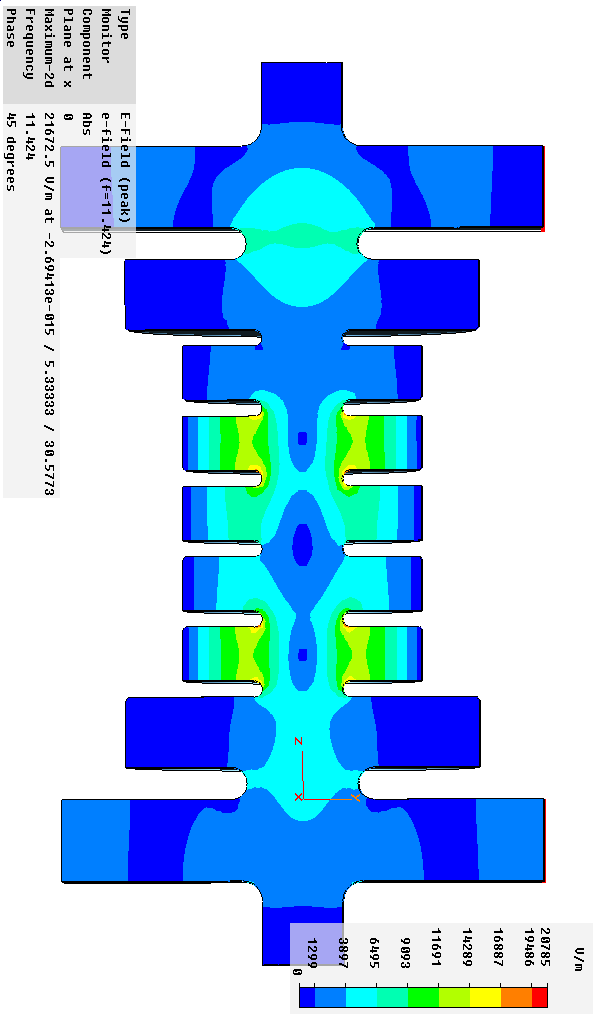 Type E-Field (peak)
Monitor e-field (f=11.424)
Component Abs
Plane at x 0
Maximum-2d 21672.5 V/m at -2.69413e-015 / 5.33333 / 30.5773
Frequency 11.424
Phase 45 degrees
Z
X
Y
V/m
20785
19486
16887
14289
11691
9093
6495
3897
1299
0